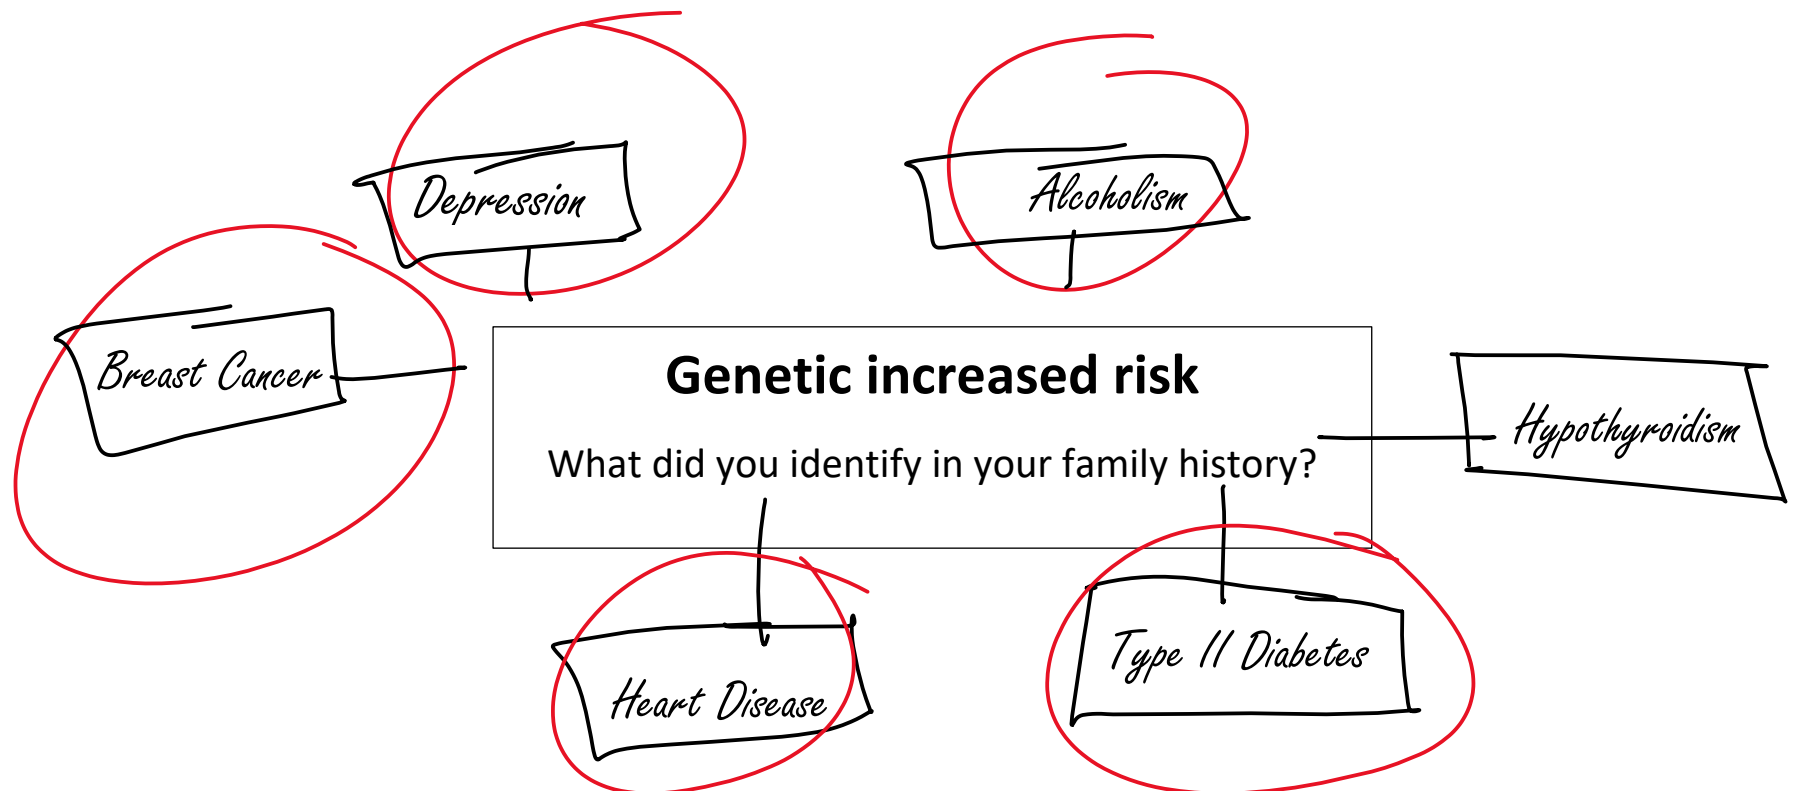 Depression
Alcoholism
Breast Cancer
Genetic increased risk
What did you identify in your family history?
Hypothyroidism
Heart Disease
Type II Diabetes